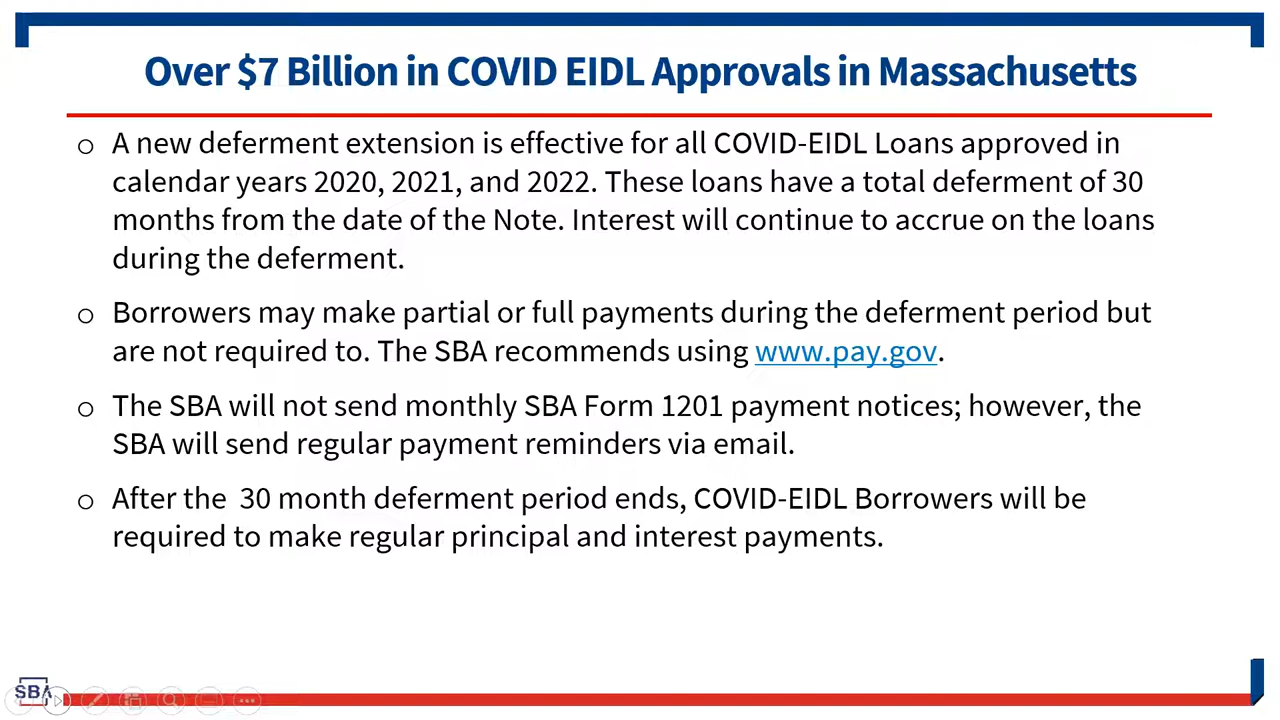 Over $7 Billion in COVID EIDL Approvals in Massachusetts
o A new deferment extension is effective for all COVID-EIDL Loans approved in
calendar years 2020, 2021, and 2022. These loans have a total deferment of 30
months from the date of the Note. Interest will continue to accrue on the loans
during the deferment.
o Borrowers may make partial or full payments during the deferment period but
are not required to. The SBA recommends using www.pay.gov.
o The SBA will not send monthly SBA Form 1201 payment notices; however, the
SBA will send regular payment reminders via email.
o After the  30 month deferment period ends, COVID-EIDL Borrowers will be
required to make regular principal and interest payments.
SBA